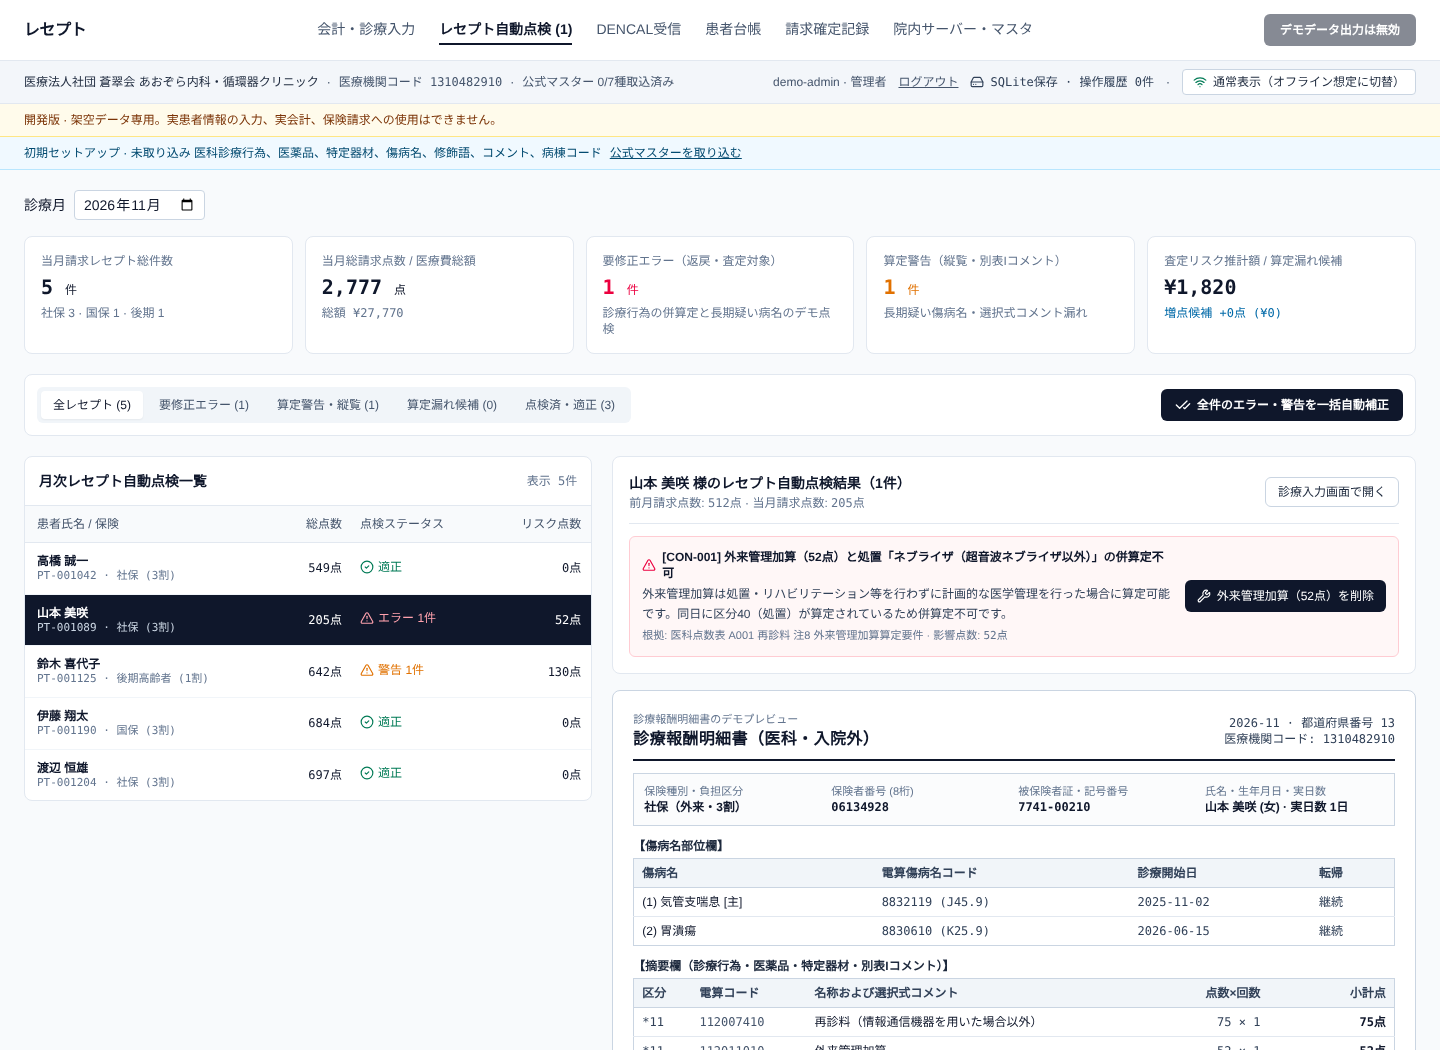 レセプト
会計・診療入力 レセプト自動点検 (1) DENCAL受信 患者台帳 請求確定記録 院内サーバー・マスタ
デモデータ出力は無効
医療法人社団 蒼翠会 あおぞら内科・循環器クリニック · 医療機関コード 1310482910 · 公式マスター 0/7種取込済み
demo-admin · 管理者 ログアウト SQLite保存 · 操作履歴 0件 · 通常表示（オフライン想定に切替）
開発版 · 架空データ専用。実患者情報の入力、実会計、保険請求への使用はできません。
初期セットアップ · 未取り込み 医科診療行為、医薬品、特定器材、傷病名、修飾語、コメント、病棟コード 公式マスターを取り込む
診療月 2026年11月
当月請求レセプト総件数
5 件
社保 3 · 国保 1 · 後期 1
当月総請求点数 / 医療費総額
2,777 点
総額 ¥27,770
要修正エラー（返戻・査定対象）
1 件
診療行為の併算定と長期疑い病名のデモ点
検
算定警告（縦覧・別表Iコメント）
1 件
長期疑い傷病名・選択式コメント漏れ
査定リスク推計額 / 算定漏れ候補
¥1,820
増点候補 +0点 (¥0)
全レセプト (5) 要修正エラー (1) 算定警告・縦覧 (1) 算定漏れ候補 (0) 点検済・適正 (3)
全件のエラー・警告を一括自動補正
月次レセプト自動点検一覧 表示 5件
患者氏名 / 保険 総点数 点検ステータス リスク点数
高橋 誠一
PT-001042 · 社保 (3割) 549点 適正 0点
山本 美咲
PT-001089 · 社保 (3割) 205点 エラー 1件 52点
鈴木 喜代子
PT-001125 · 後期高齢者 (1割) 642点 警告 1件 130点
伊藤 翔太
PT-001190 · 国保 (3割) 684点 適正 0点
渡辺 恒雄
PT-001204 · 社保 (3割) 697点 適正 0点
山本 美咲 様のレセプト自動点検結果（1件）
前月請求点数: 512点 · 当月請求点数: 205点
診療入力画面で開く
[CON-001] 外来管理加算（52点）と処置「ネブライザ（超音波ネブライザ以外）」の併算定不
可
外来管理加算は処置・リハビリテーション等を行わずに計画的な医学管理を行った場合に算定可能
です。同日に区分40（処置）が算定されているため併算定不可です。
根拠: 医科点数表 A001 再診料 注8 外来管理加算算定要件 · 影響点数: 52点
外来管理加算（52点）を削除
診療報酬明細書のデモプレビュー
診療報酬明細書（医科・入院外）
2026-11 · 都道府県番号 13
医療機関コード: 1310482910
保険種別・負担区分 保険者番号 (8桁) 被保険者証・記号番号 氏名・生年月日・実日数
社保（外来・3割） 06134928 7741-00210 山本 美咲 (女) · 実日数 1日
【傷病名部位欄】
傷病名 電算傷病名コード 診療開始日 転帰
(1) 気管支喘息 [主] 8832119 (J45.9) 2025-11-02 継続
(2) 胃潰瘍 8830610 (K25.9) 2026-06-15 継続
【摘要欄（診療行為・医薬品・特定器材・別表Iコメント）】
区分 電算コード 名称および選択式コメント 点数×回数 小計点
*11 112007410 再診料（情報通信機器を用いた場合以外） 75 × 1 75点
*11 112011010 外来管理加算 52 × 1 52点